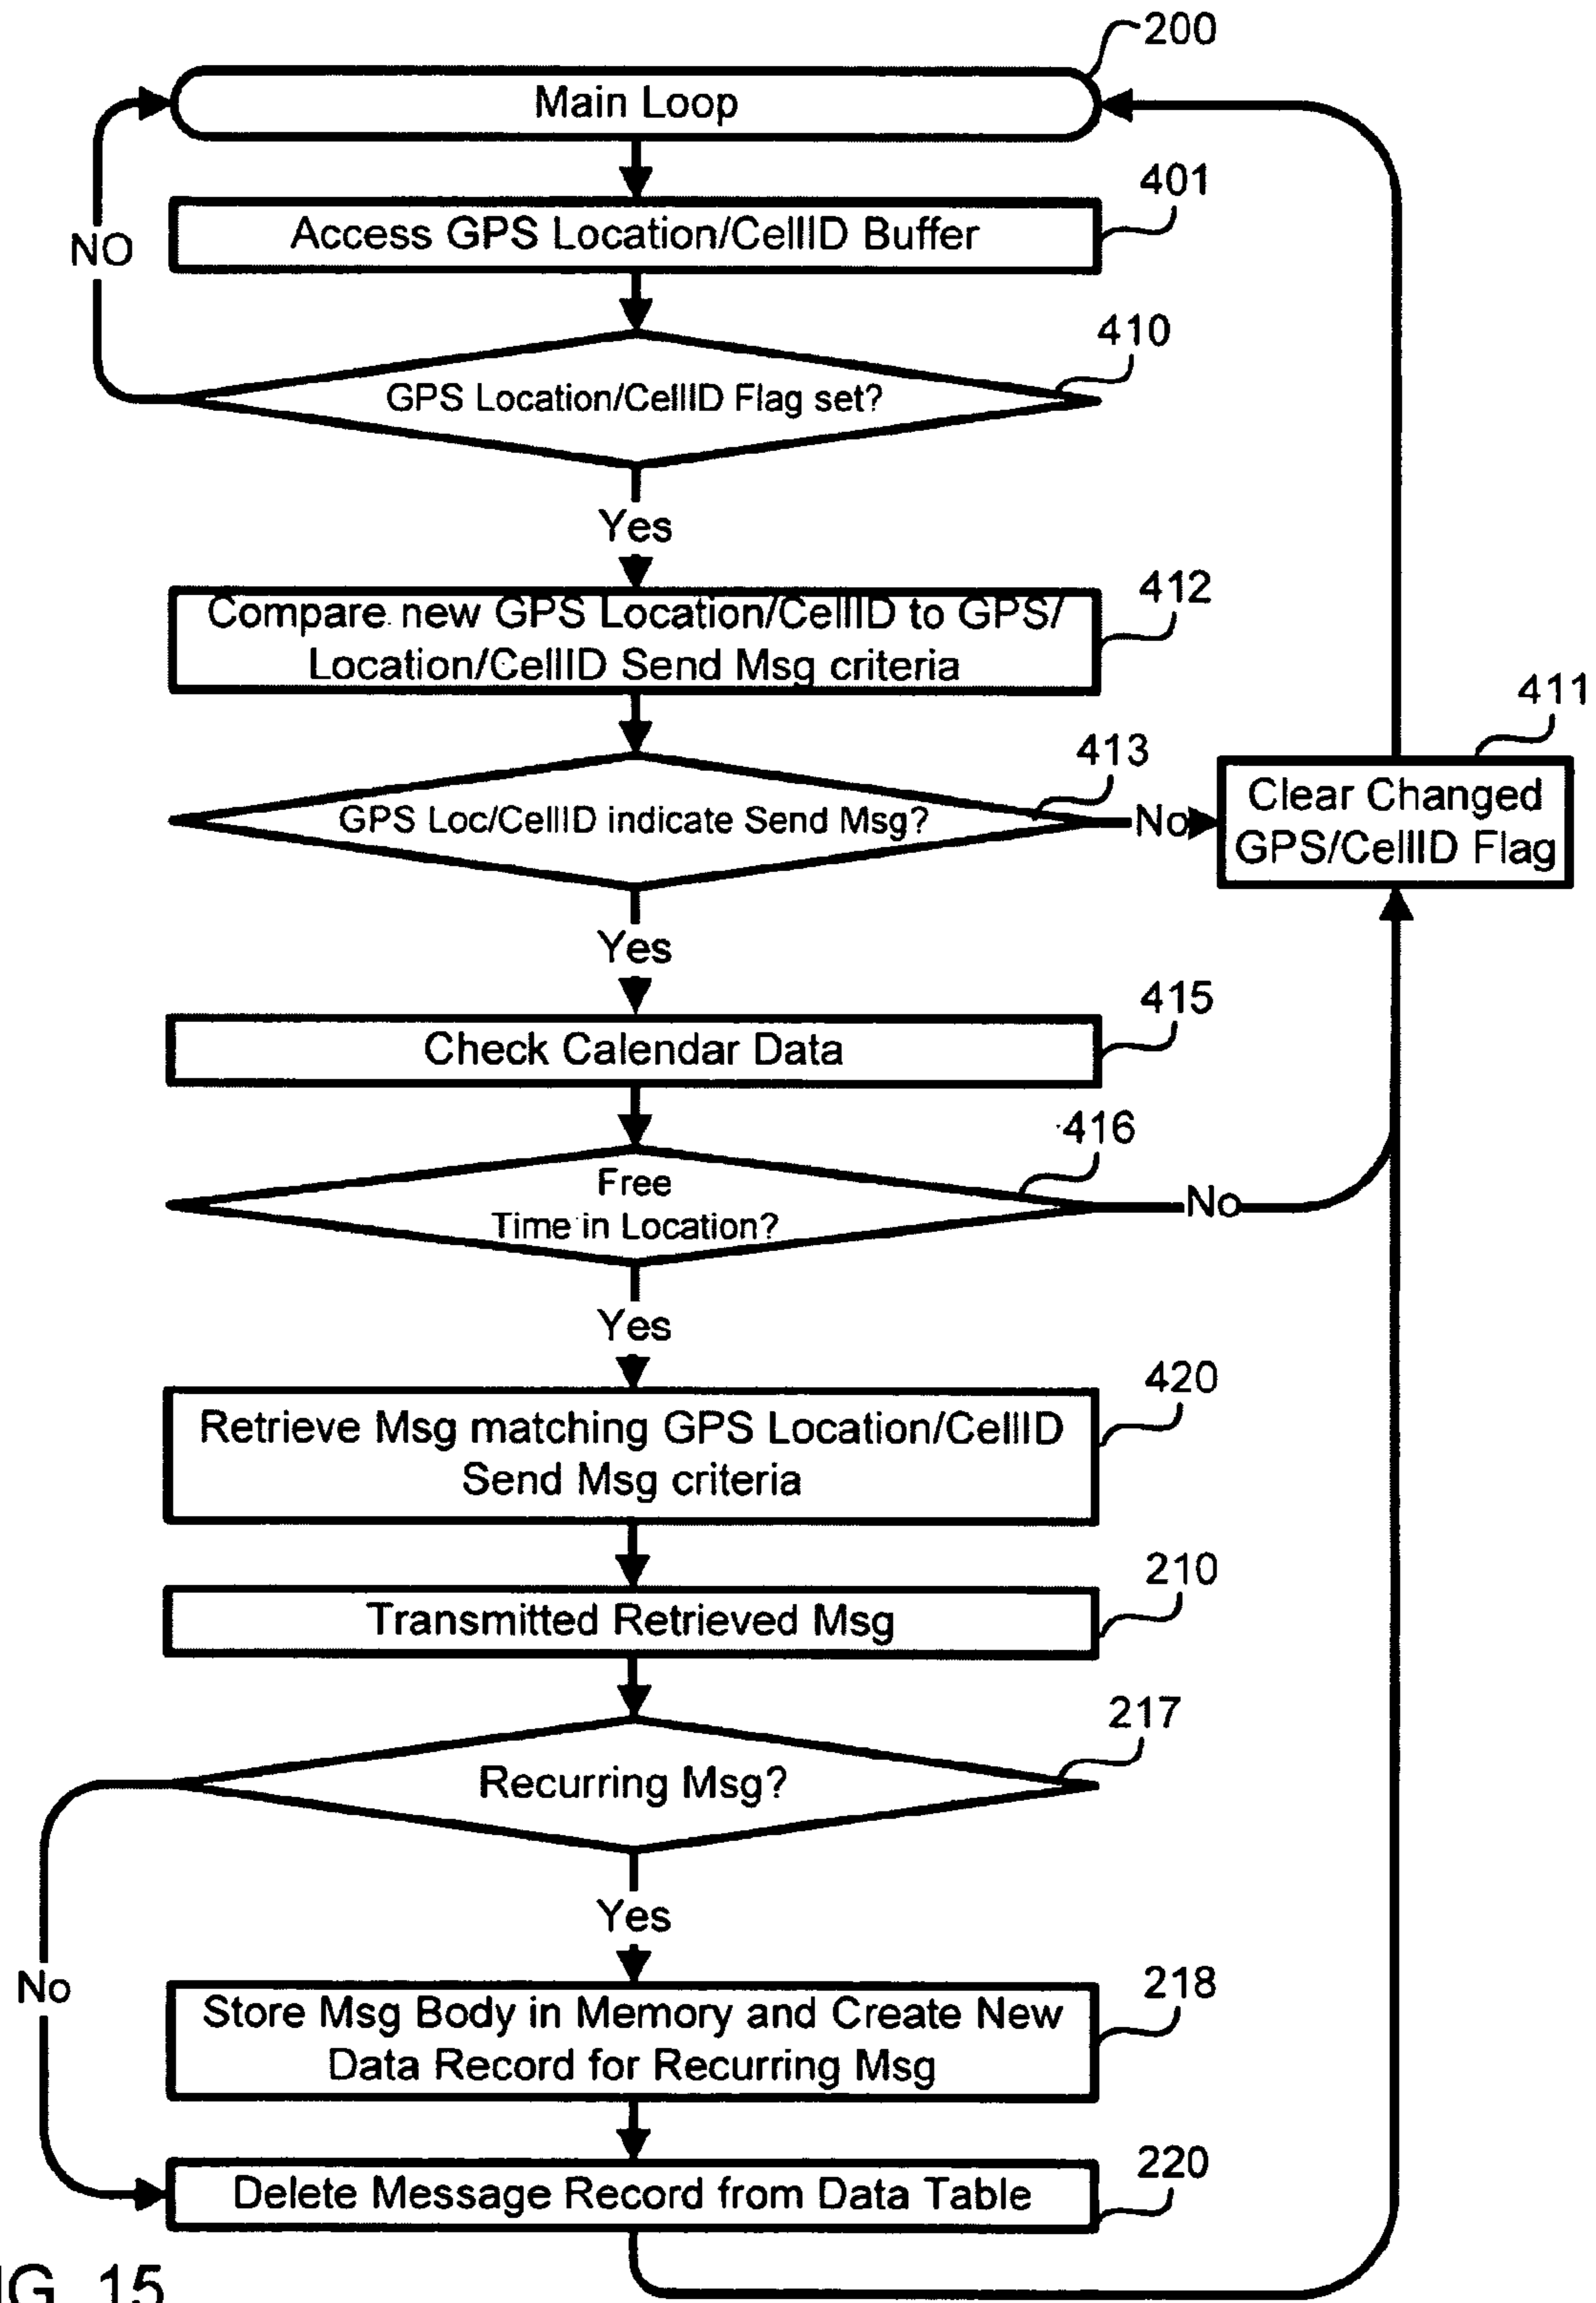 200
Main Loop
401
Access GPS Location/CellID Buffer
NO
410
GPS Location/CellID Flag set?
Yes
412
Compare new GPS Location/CellID to GPS/
Location/CellID Send Msg criteria
411
413
GPS Loc/CellID indicate Send Msg?
No
Clear Changed
GPS/CellID Flag
Yes
415
Check Calendar Data
416
Free
Time in Location?
No
Yes
420
Retrieve Msg matching GPS Location/CellID
Send Msg criteria
210
Transmitted Retrieved Msg
217
Recurring Msg?
Yes
No
218
Store Msg Body in Memory and Create New
Data Record for Recurring Msg
220
Delete Message Record from Data Table
IG. 15